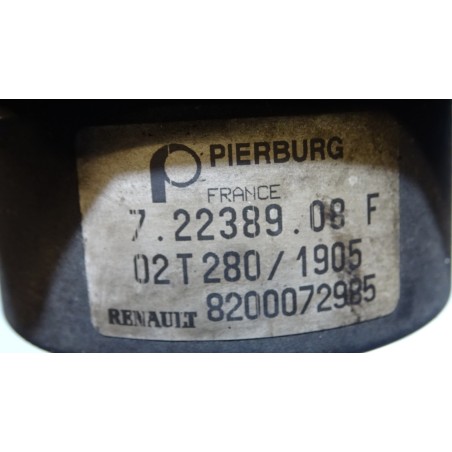 PIERBURG
FRANCE
7.22389.08 F
02T280/1905
RENAULT 8200072985